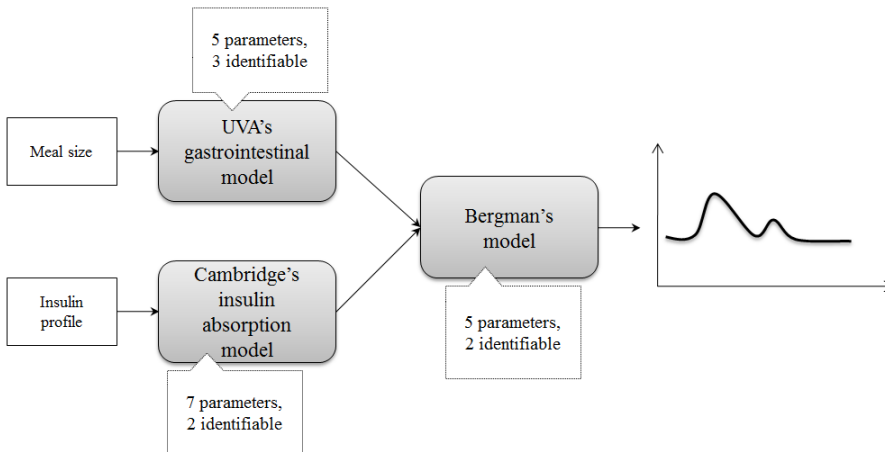 5 parameters,
3 identifiable
Meal size
UVA's
gastrointestinal
model
Bergman's
model
Insulin
profile
Cambridge's
insulin
absorption
model
5 parameters,
2 identifiable
7 parameters,
2 identifiable